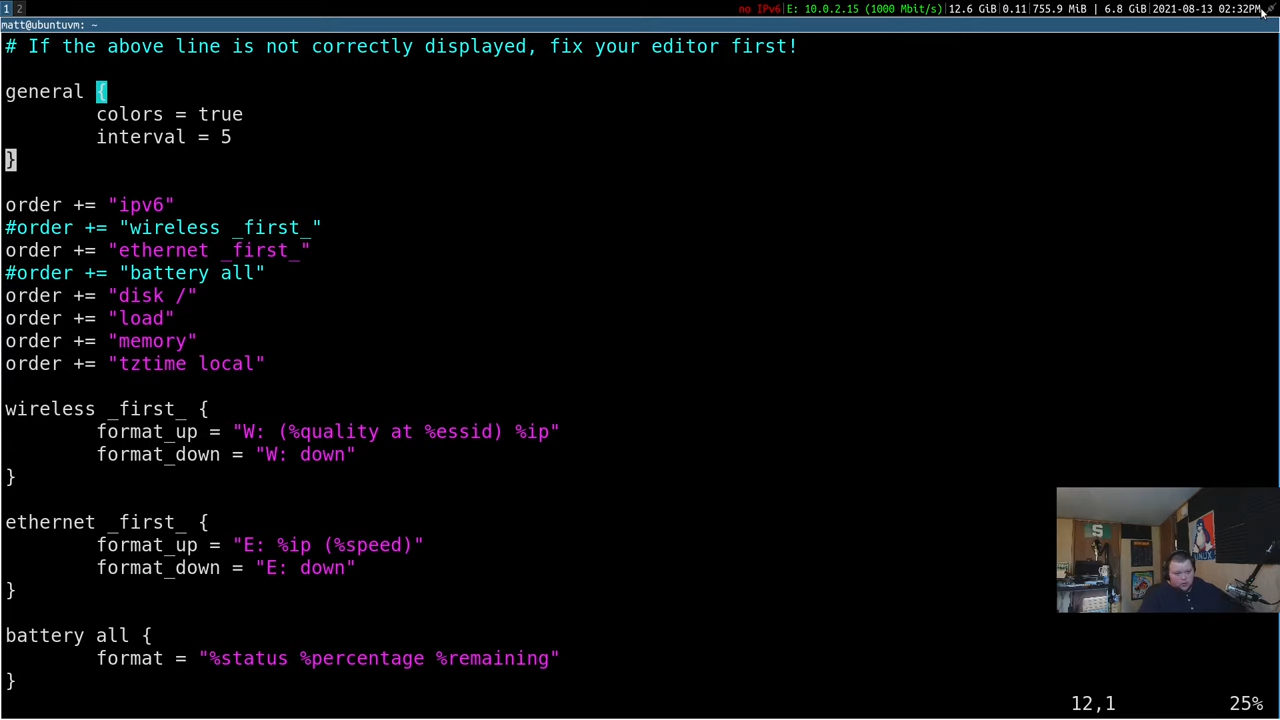 1 2 no IPv6|E: 10.0.2.15 (1000 Mbit/s)|12.6 GiB|0.11|755.9 MiB | 6.8 GiB|2021-08-13 02:32PM
matt@ubuntuvm: ~
# If the above line is not correctly displayed, fix your editor first!
general {
colors = true
interval = 5
}
order += "ipv6"
#order += "wireless _first_"
order += "ethernet _first_"
#order += "battery all"
order += "disk /"
order += "load"
order += "memory"
order += "tztime local"
wireless _first_ {
format_up = "W: (%quality at %essid) %ip"
format_down = "W: down"
}
ethernet _first_ {
format_up = "E: %ip (%speed)"
format_down = "E: down"
}
battery all {
format = "%status %percentage %remaining"
}
12,1 25%
S
LINUX